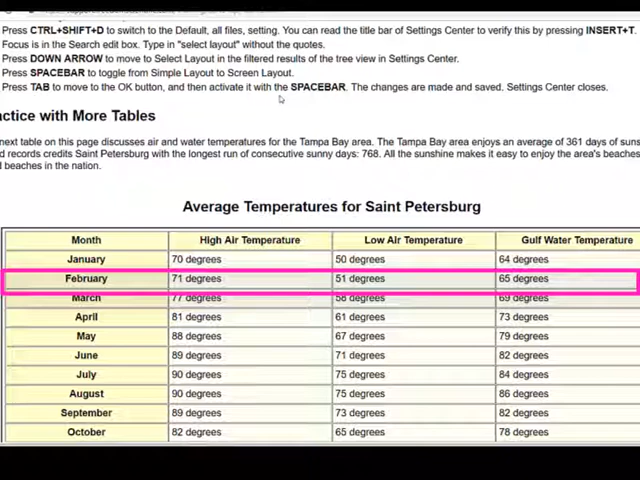 Press CTRL+SHIFT+D to switch to the Default, all files, setting. You can read the title bar of Settings Center to verify this by pressing INSERT+T.
Focus is in the Search edit box. Type in "select layout" without the quotes.
Press DOWN ARROW to move to Select Layout in the filtered results of the tree view in Settings Center.
Press SPACEBAR to toggle from Simple Layout to Screen Layout.
Press TAB to move to the OK button, and then activate it with the SPACEBAR. The changes are made and saved. Settings Center closes.
actice with More Tables
next table on this page discusses air and water temperatures for the Tampa Bay area. The Tampa Bay area enjoys an average of 361 days of suns
d records credits Saint Petersburg with the longest run of consecutive sunny days: 768. All the sunshine makes it easy to enjoy the area's beaches
d beaches in the nation.
Average Temperatures for Saint Petersburg
Month High Air Temperature Low Air Temperature Gulf Water Temperature
January 70 degrees 50 degrees 64 degrees
February 71 degrees 51 degrees 65 degrees
March 77 degrees 58 degrees 69 degrees
April 81 degrees 61 degrees 73 degrees
May 88 degrees 67 degrees 79 degrees
June 89 degrees 71 degrees 82 degrees
July 90 degrees 75 degrees 84 degrees
August 90 degrees 75 degrees 86 degrees
September 89 degrees 73 degrees 82 degrees
October 82 degrees 65 degrees 78 degrees